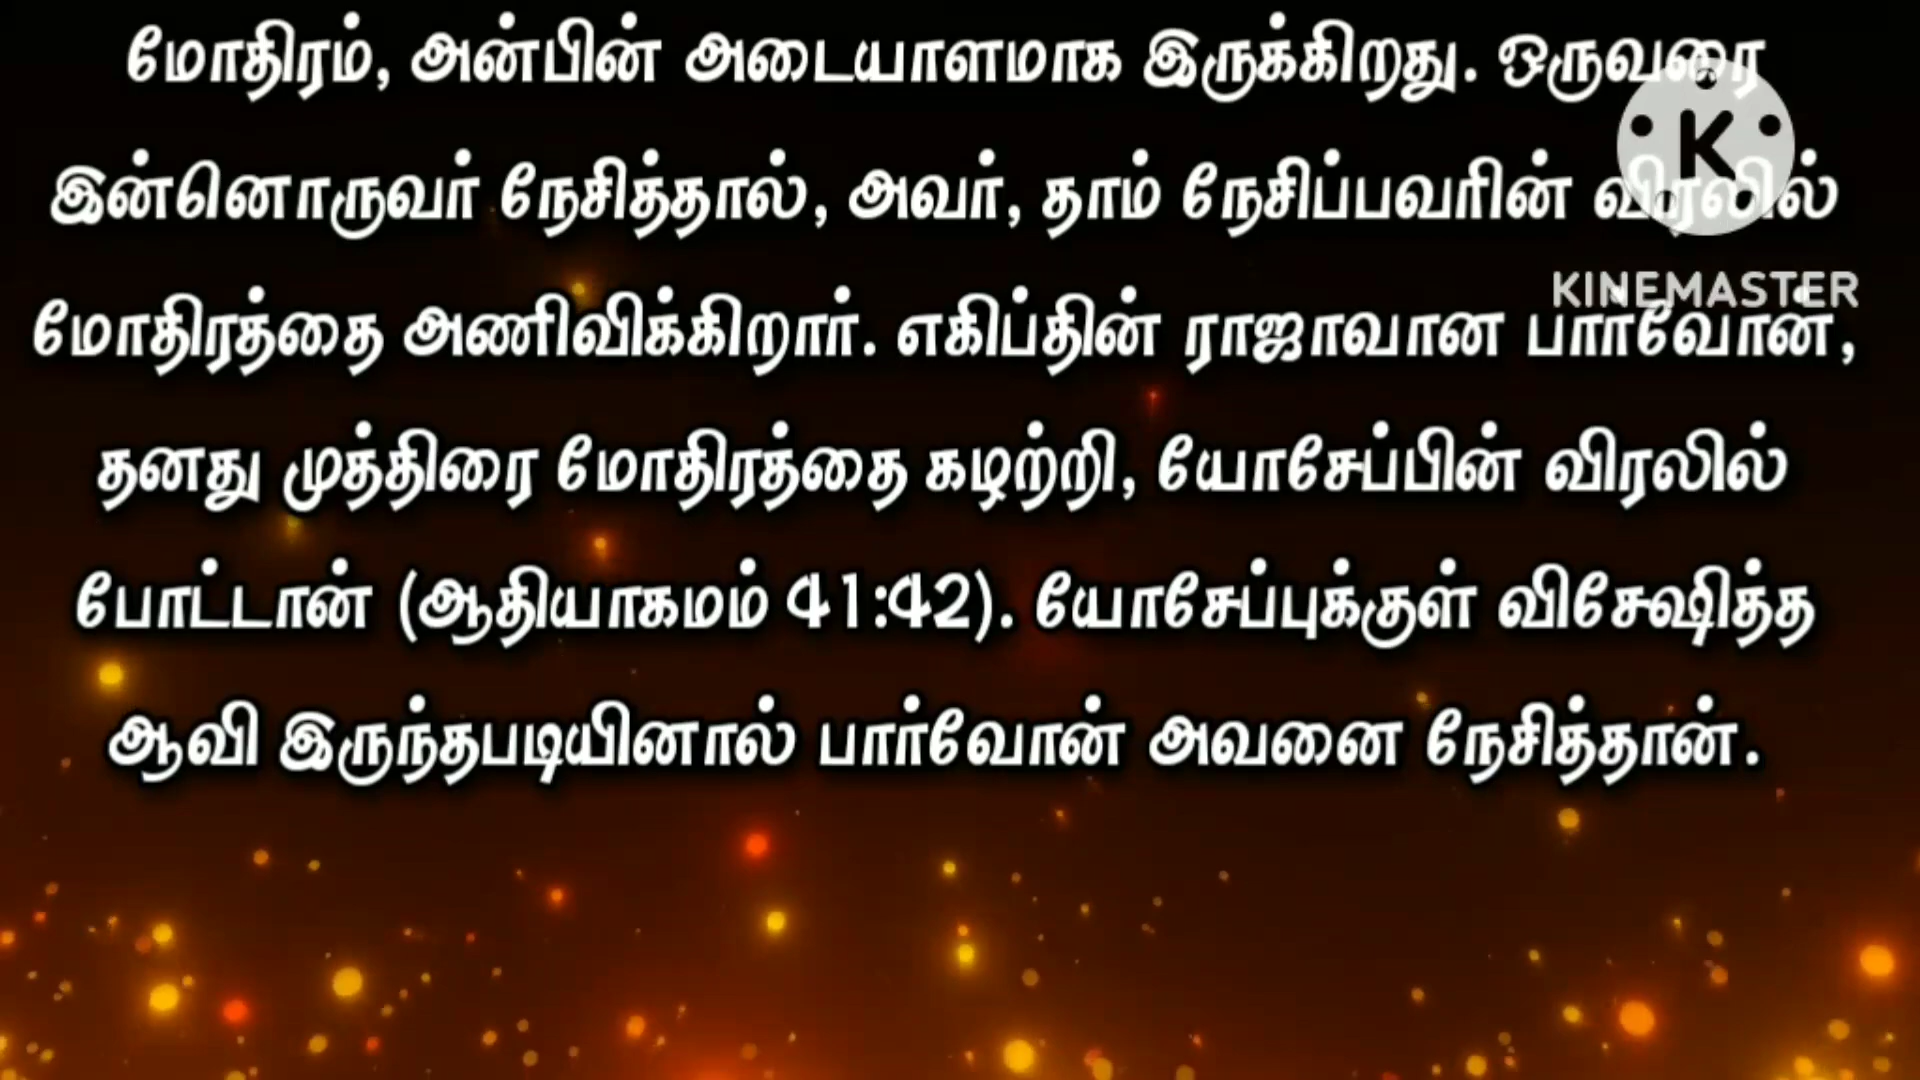 மோதிரம், அன்பின் அடையாளமாக இருக்கிறது. ஒருவரை
இன்னொருவர் நேசித்தால், அவர், தாம் நேசிப்பவரின் விரலில்
KINEMASTER
மோதிரத்தை அணிவிக்கிறார். எகிப்தின் ராஜாவான பார்வோன்,
தனது முத்திரை மோதிரத்தை கழற்றி, யோசேப்பின் விரலில்
போட்டான் (ஆதியாகமம் 41:42). யோசேப்புக்குள் விசேஷித்த
ஆவி இருந்தபடியினால் பார்வோன் அவனை நேசித்தான்.